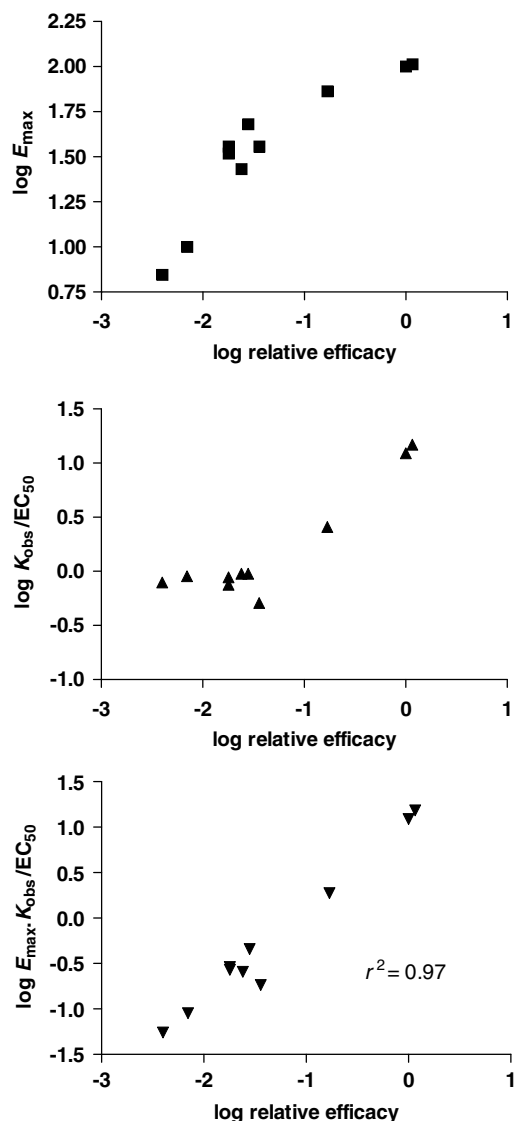 2.25
2.00
1.75
1.50
1.25
1.00
0.75
log Emax
-3 -2 -1 0 1
log relative efficacy
1.5
1.0
0.5
0.0
-0.5
-1.0
log Kobs/EC50
-3 -2 -1 0 1
log relative efficacy
1.5
1.0
0.5
0.0
-0.5
-1.0
-1.5
log Emax·Kobs/EC50
r² = 0.97
-3 -2 -1 0 1
log relative efficacy